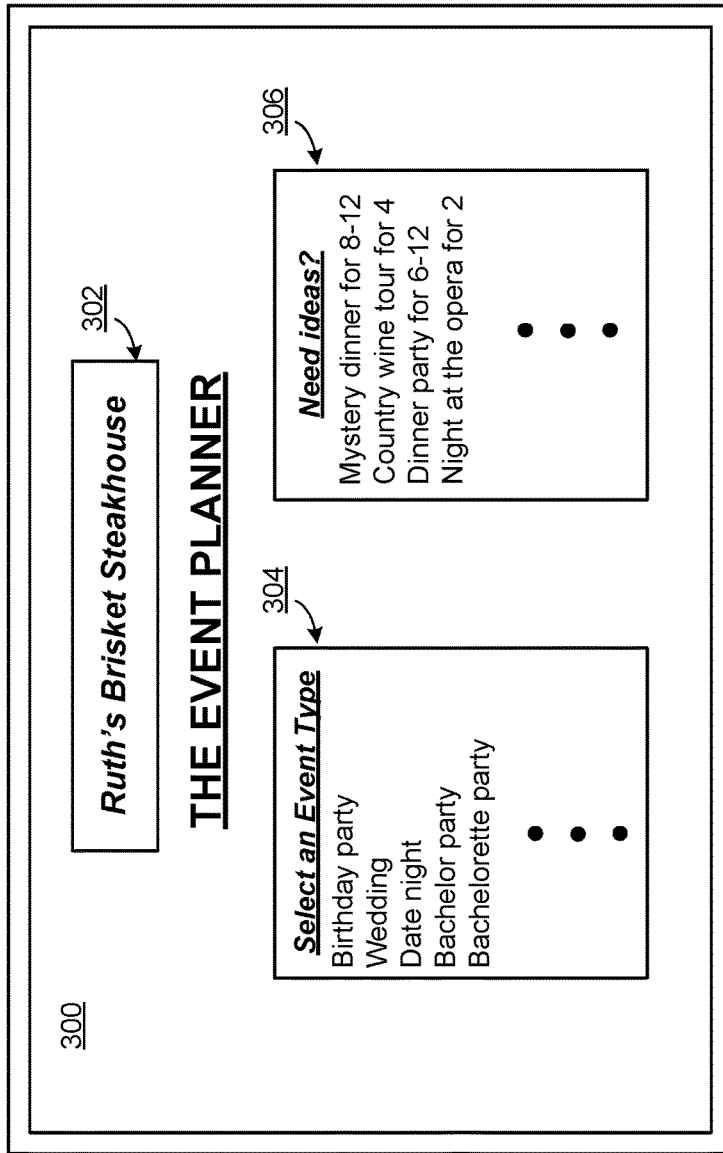 300
Ruth's Brisket Steakhouse
302
THE EVENT PLANNER
304
Select an Event Type
Birthday party
Wedding
Date night
Bachelor party
Bachelorette party
306
Need ideas?
Mystery dinner for 8-12
Country wine tour for 4
Dinner party for 6-12
Night at the opera for 2